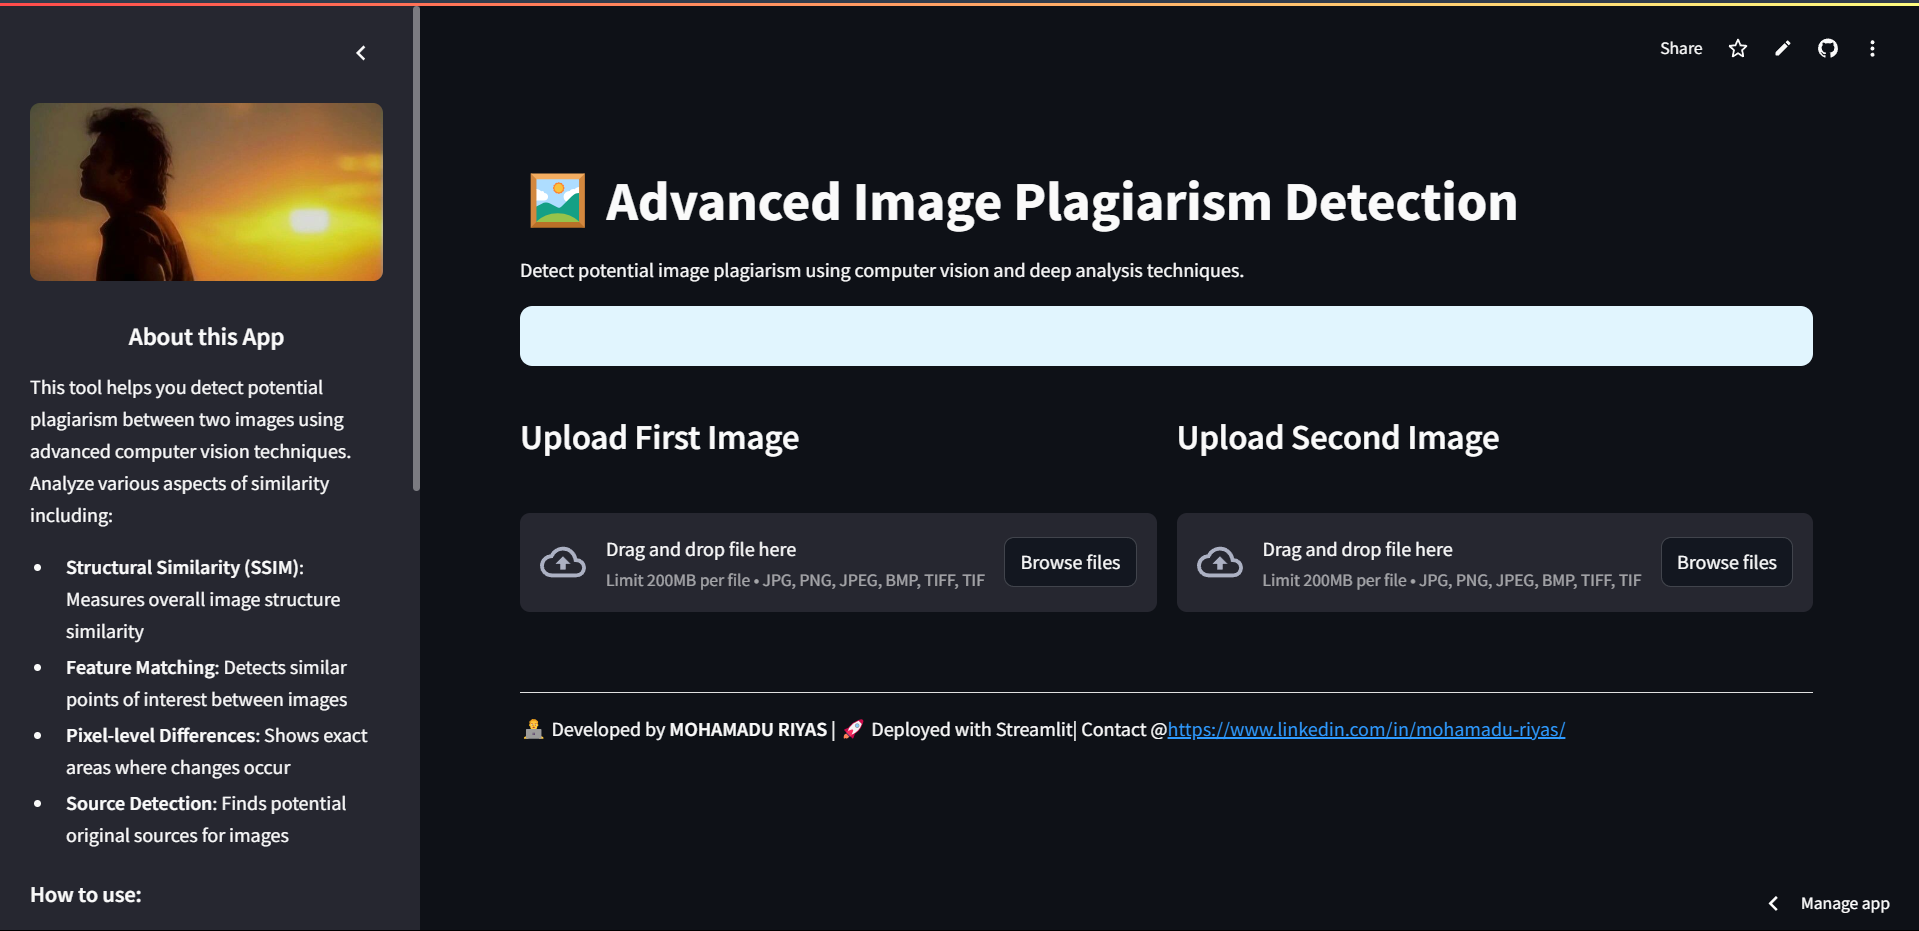 About this App
This tool helps you detect potential
plagiarism between two images using
advanced computer vision techniques.
Analyze various aspects of similarity
including:
Structural Similarity (SSIM):
Measures overall image structure
similarity
Feature Matching: Detects similar
points of interest between images
Pixel-level Differences: Shows exact
areas where changes occur
Source Detection: Finds potential
original sources for images
How to use:
Share
Advanced Image Plagiarism Detection
Detect potential image plagiarism using computer vision and deep analysis techniques.
Upload First Image
Drag and drop file here
Limit 200MB per file • JPG, PNG, JPEG, BMP, TIFF, TIF
Browse files
Upload Second Image
Drag and drop file here
Limit 200MB per file • JPG, PNG, JPEG, BMP, TIFF, TIF
Browse files
Developed by MOHAMADU RIYAS | 🚀 Deployed with Streamlit| Contact @https://www.linkedin.com/in/mohamadu-riyas/
Manage app